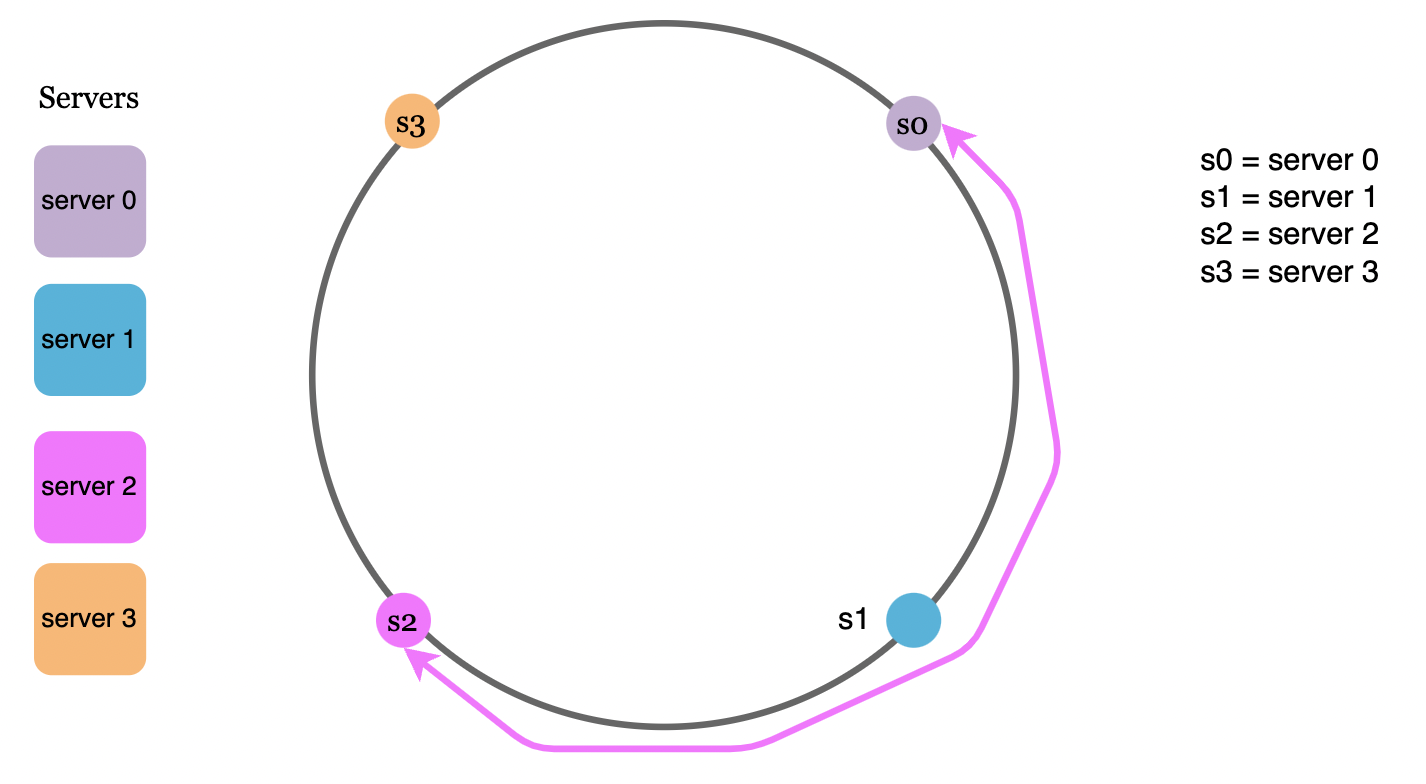 Servers
server 0
server 1
server 2
server 3
s3
s0
s2
s1
s0 = server 0
s1 = server 1
s2 = server 2
s3 = server 3